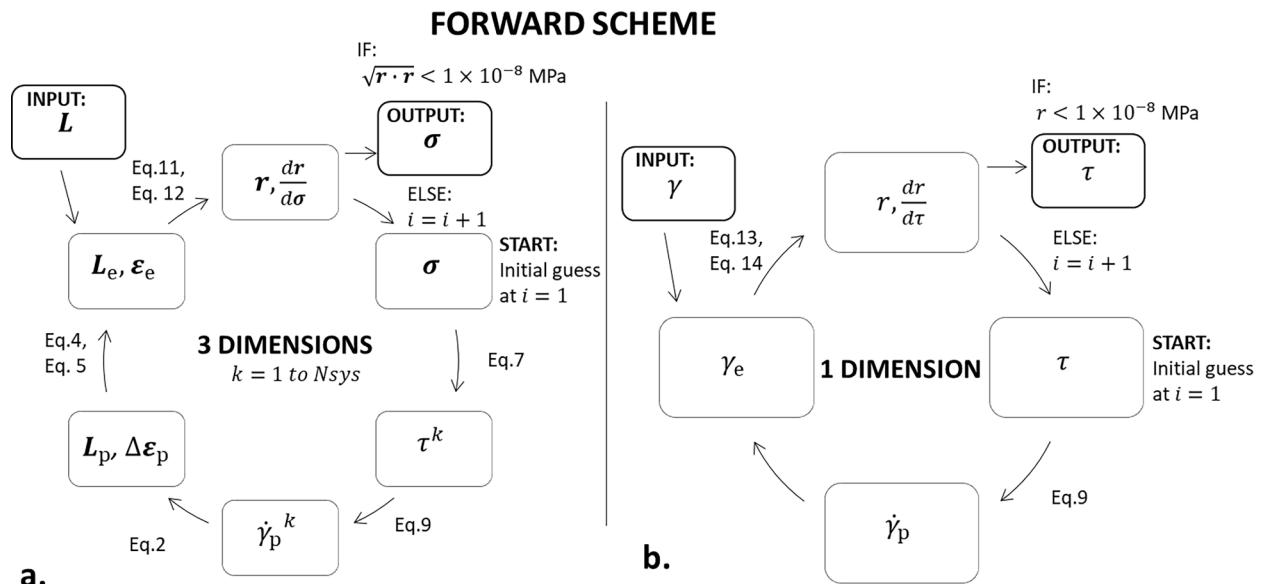 FORWARD SCHEME
IF:
√(r · r) < 1 × 10⁻⁸ MPa
INPUT:
L
OUTPUT:
σ
Eq.11,
Eq. 12
r, dr/dσ
ELSE:
i = i + 1
Lₑ, εₑ
σ
START:
Initial guess
at i = 1
Eq.4,
Eq. 5
3 DIMENSIONS
k = 1 to Nsys
Eq.7
Lₚ, Δεₚ
τᵏ
Eq.2
γ̇ₚᵏ
Eq.9
a.
IF:
r < 1 × 10⁻⁸ MPa
INPUT:
γ
OUTPUT:
τ
r, dr/dτ
Eq.13,
Eq. 14
ELSE:
i = i + 1
γₑ
1 DIMENSION
τ
START:
Initial guess
at i = 1
Eq.9
γ̇ₚ
b.